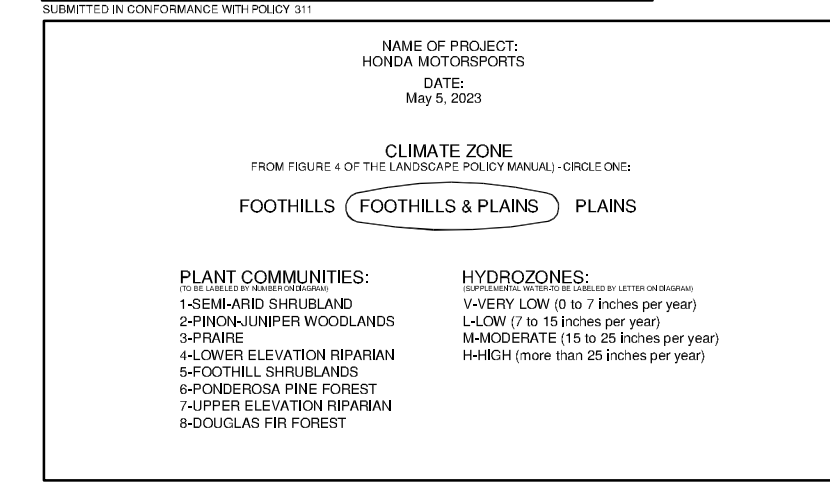 SUBMITTED IN CONFORMANCE WITH POLICY 311
NAME OF PROJECT:
HONDA MOTORSPORTS
DATE:
May 5, 2023
CLIMATE ZONE
FROM FIGURE 4 OF THE LANDSCAPE POLICY MANUAL) - CIRCLE ONE:
FOOTHILLS FOOTHILLS & PLAINS PLAINS
PLANT COMMUNITIES:
(TO BE LABELED BY NUMBER ON DIAGRAM)
1-SEMI-ARID SHRUBLAND
2-PINON-JUNIPER WOODLANDS
3-PRAIRE
4-LOWER ELEVATION RIPARIAN
5-FOOTHILL SHRUBLANDS
6-PONDEROSA PINE FOREST
7-UPPER ELEVATION RIPARIAN
8-DOUGLAS FIR FOREST
HYDROZONES:
(SUPPLEMENTAL WATER-TO BE LABELED BY LETTER ON DIAGRAM)
V-VERY LOW (0 to 7 inches per year)
L-LOW (7 to 15 inches per year)
M-MODERATE (15 to 25 inches per year)
H-HIGH (more than 25 inches per year)